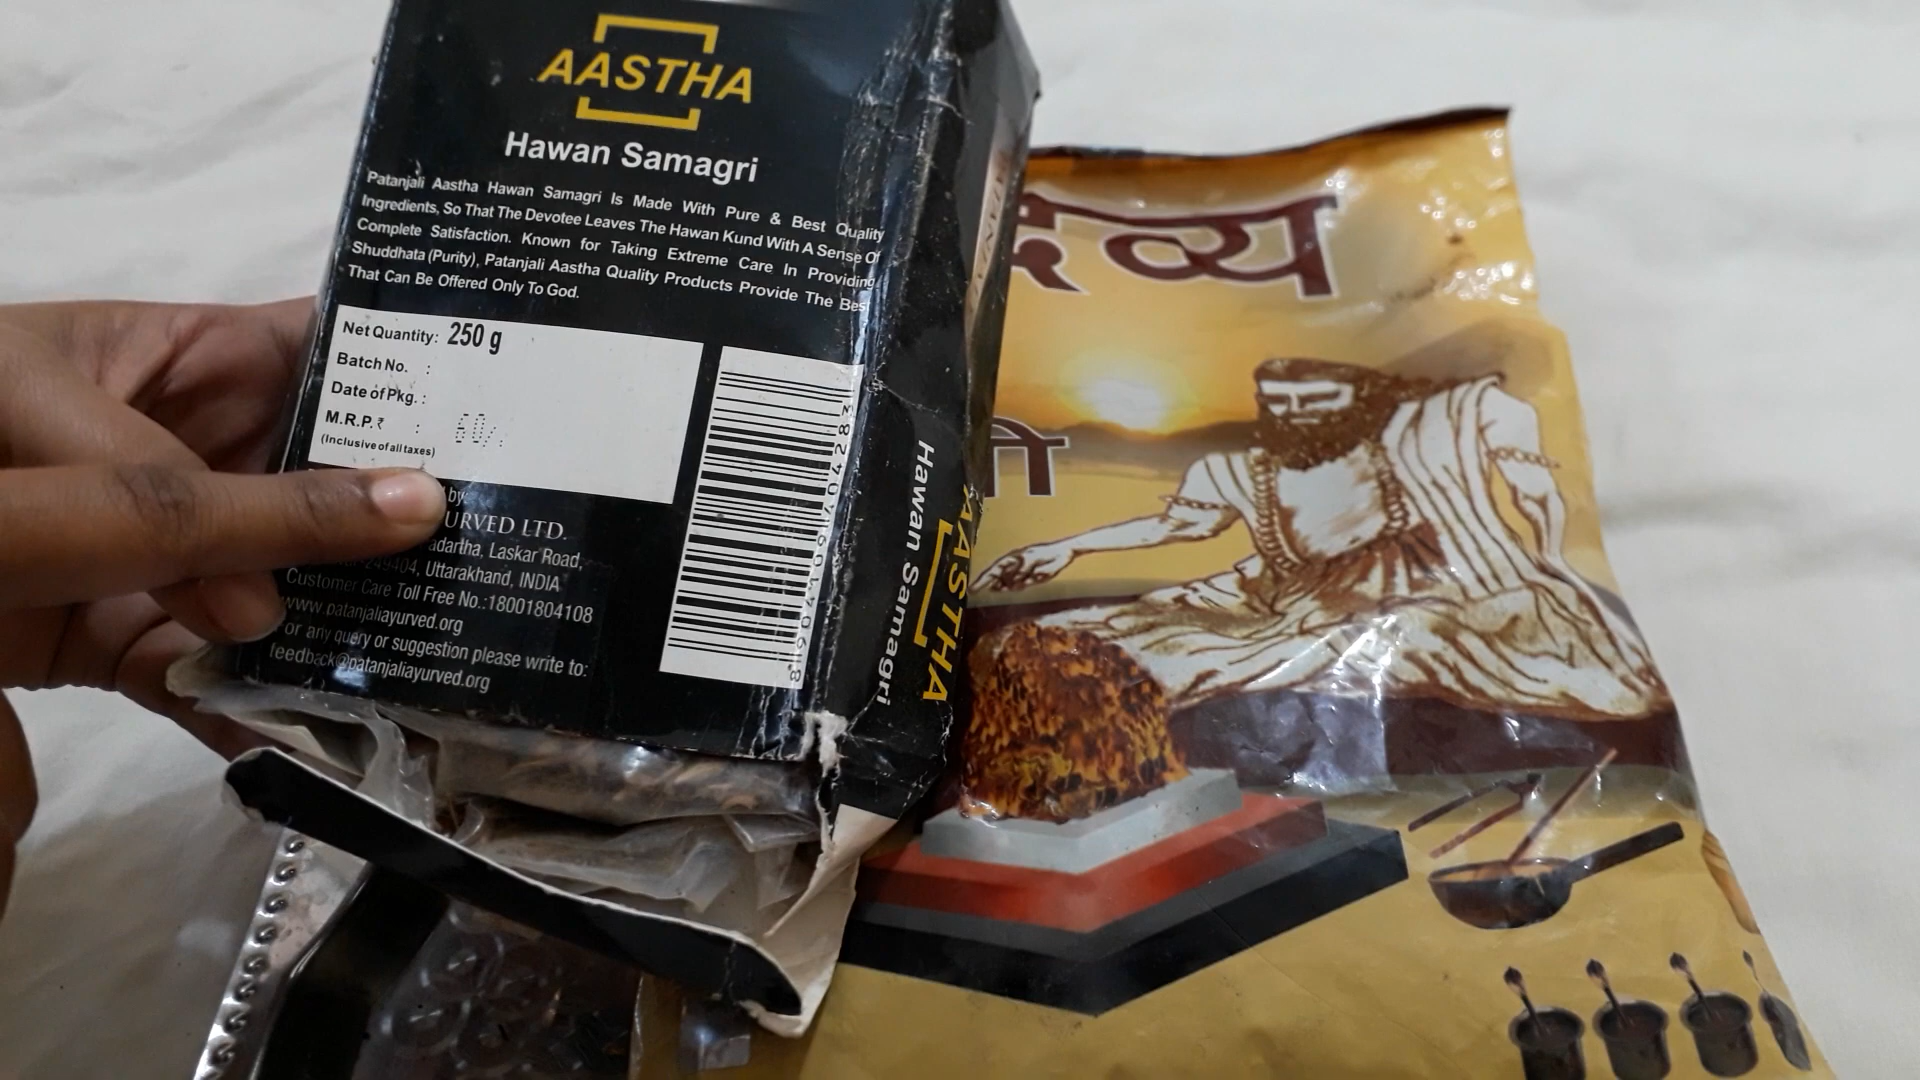 AASTHA
Hawan Samagri
Patanjali Aastha Hawan Samagri Is Made With Pure & Best Quality
Ingredients, So That The Devotee Leaves The Hawan Kund With A Sense Of
Complete Satisfaction. Known for Taking Extreme Care In Providing
Shuddhata (Purity), Patanjali Aastha Quality Products Provide The Best
That Can Be Offered Only To God.
Net Quantity: 250 g
Batch No. :
Date of Pkg. :
M.R.P.₹ : 60/.
(Inclusive of all taxes)
by
URVED LTD.
adartha, Laskar Road,
249404, Uttarakhand, INDIA
Customer Care Toll Free No.:18001804108
www.patanjaliayurved.org
For any query or suggestion please write to:
feedback@patanjaliayurved.org
8904109704283
Hawan Samagri
AASTHA
व्य